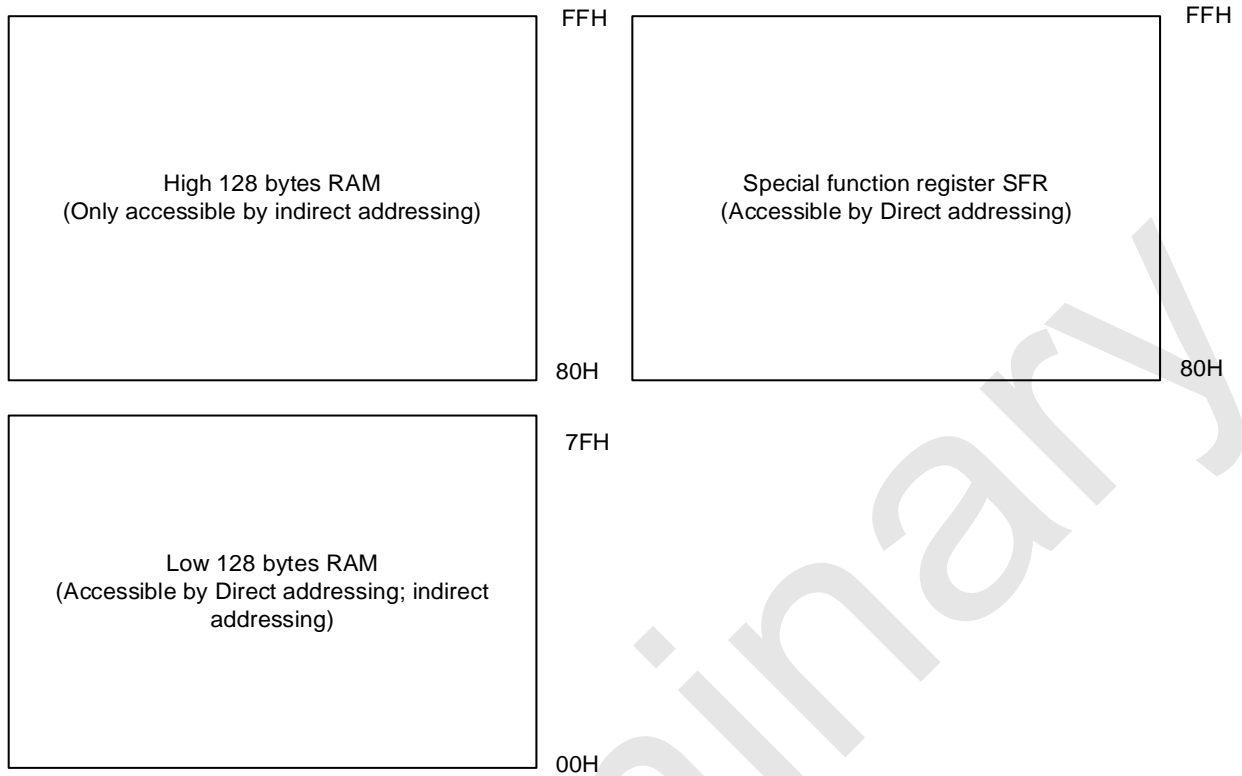 FFH
High 128 bytes RAM
(Only accessible by indirect addressing)
80H
FFH
Special function register SFR
(Accessible by Direct addressing)
80H
7FH
Low 128 bytes RAM
(Accessible by Direct addressing; indirect
addressing)
00H
inary